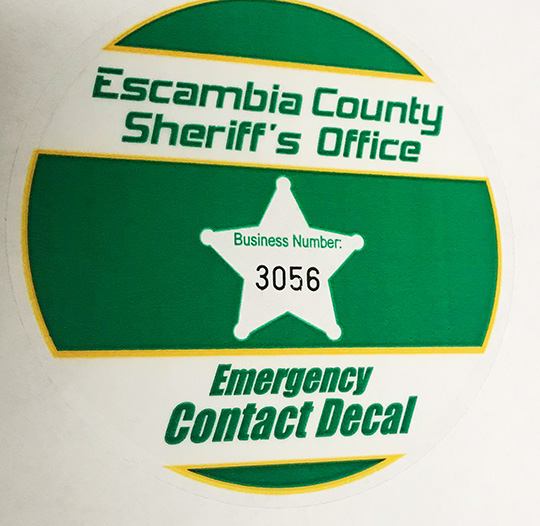 Escambia County
Sheriff's Office
Business Number:
3056
Emergency
Contact Decal